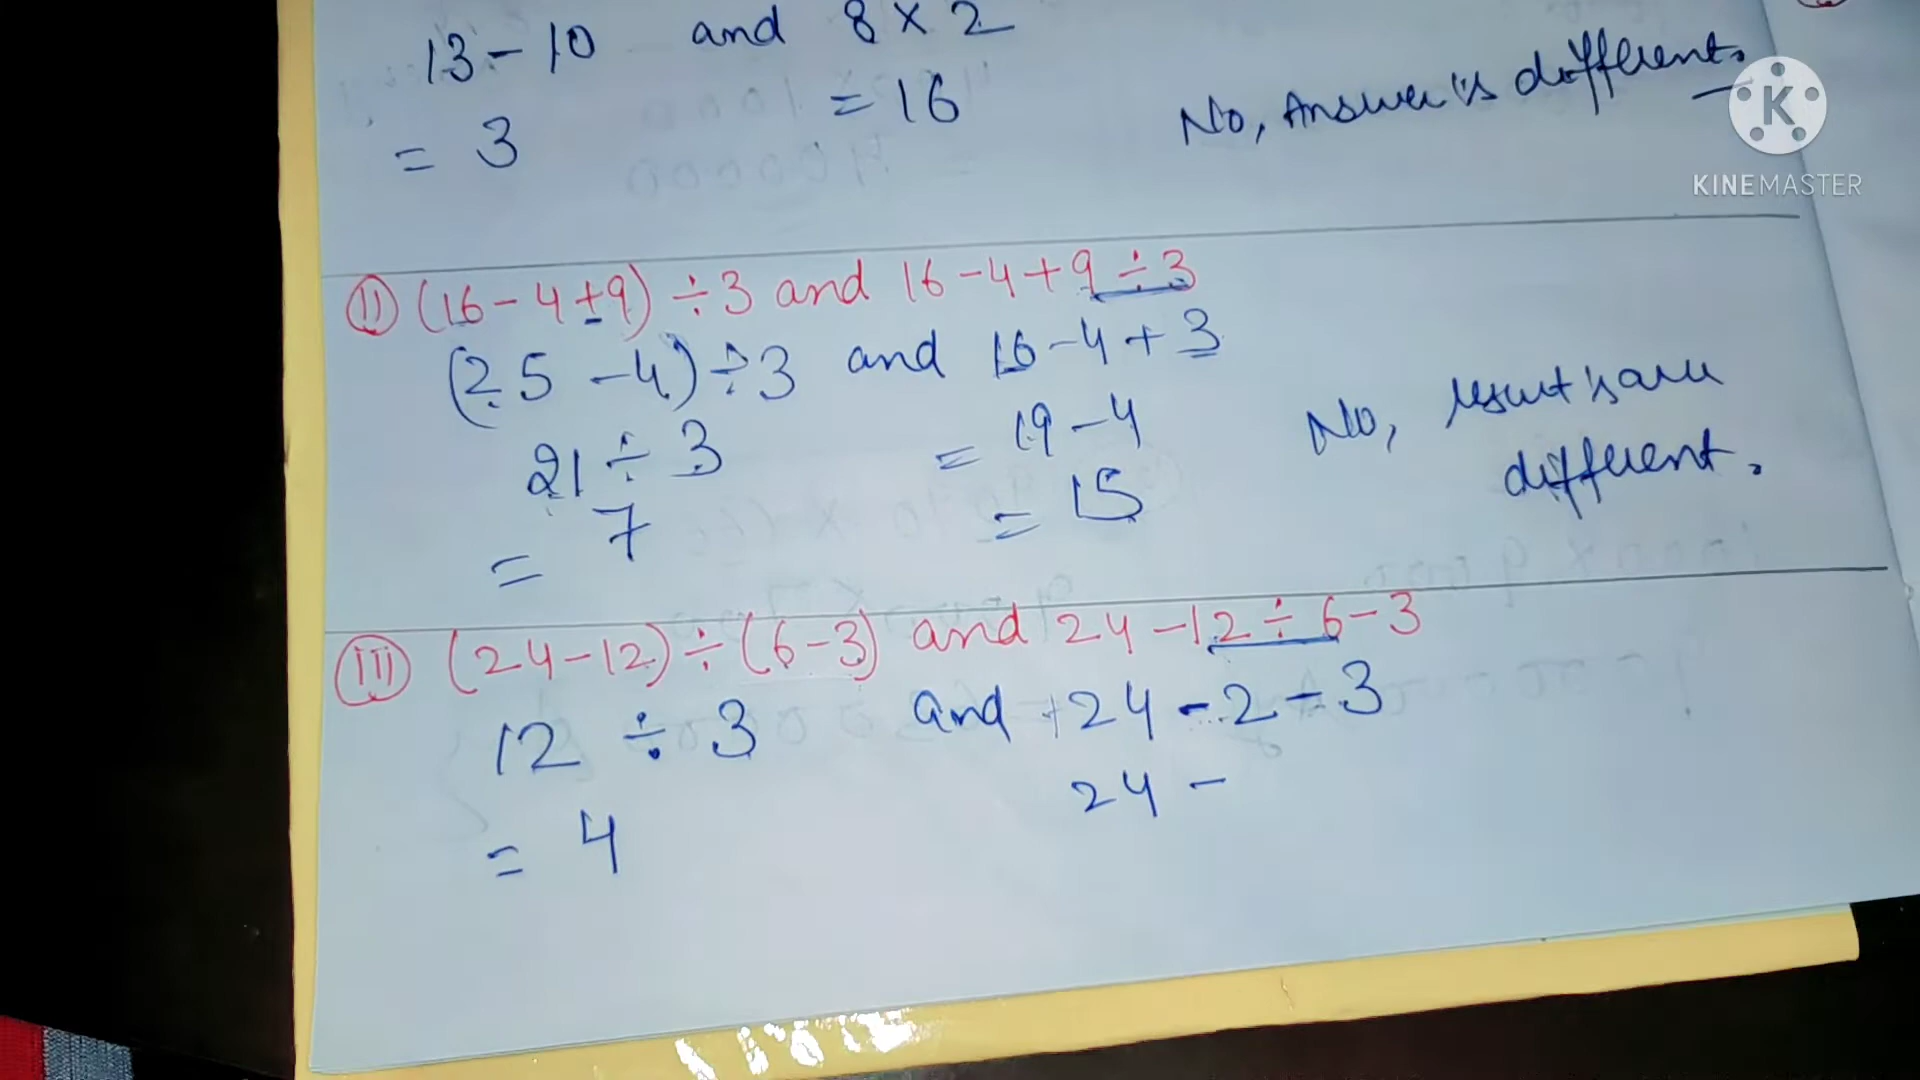 13 - 10 and 8 × 2
= 3 = 16 No, Answer is different.
KINEMASTER
(ii) (16 - 4 + 9) ÷ 3 and 16 - 4 + 9 ÷ 3
(25 - 4) ÷ 3 and 16 - 4 + 3
21 ÷ 3 = 19 - 4 No, result is are
= 7 = 15 different.
(iii) (24 - 12) ÷ (6 - 3) and 24 - 12 ÷ 6 - 3
12 ÷ 3 and +24 - 2 - 3
= 4 24 -